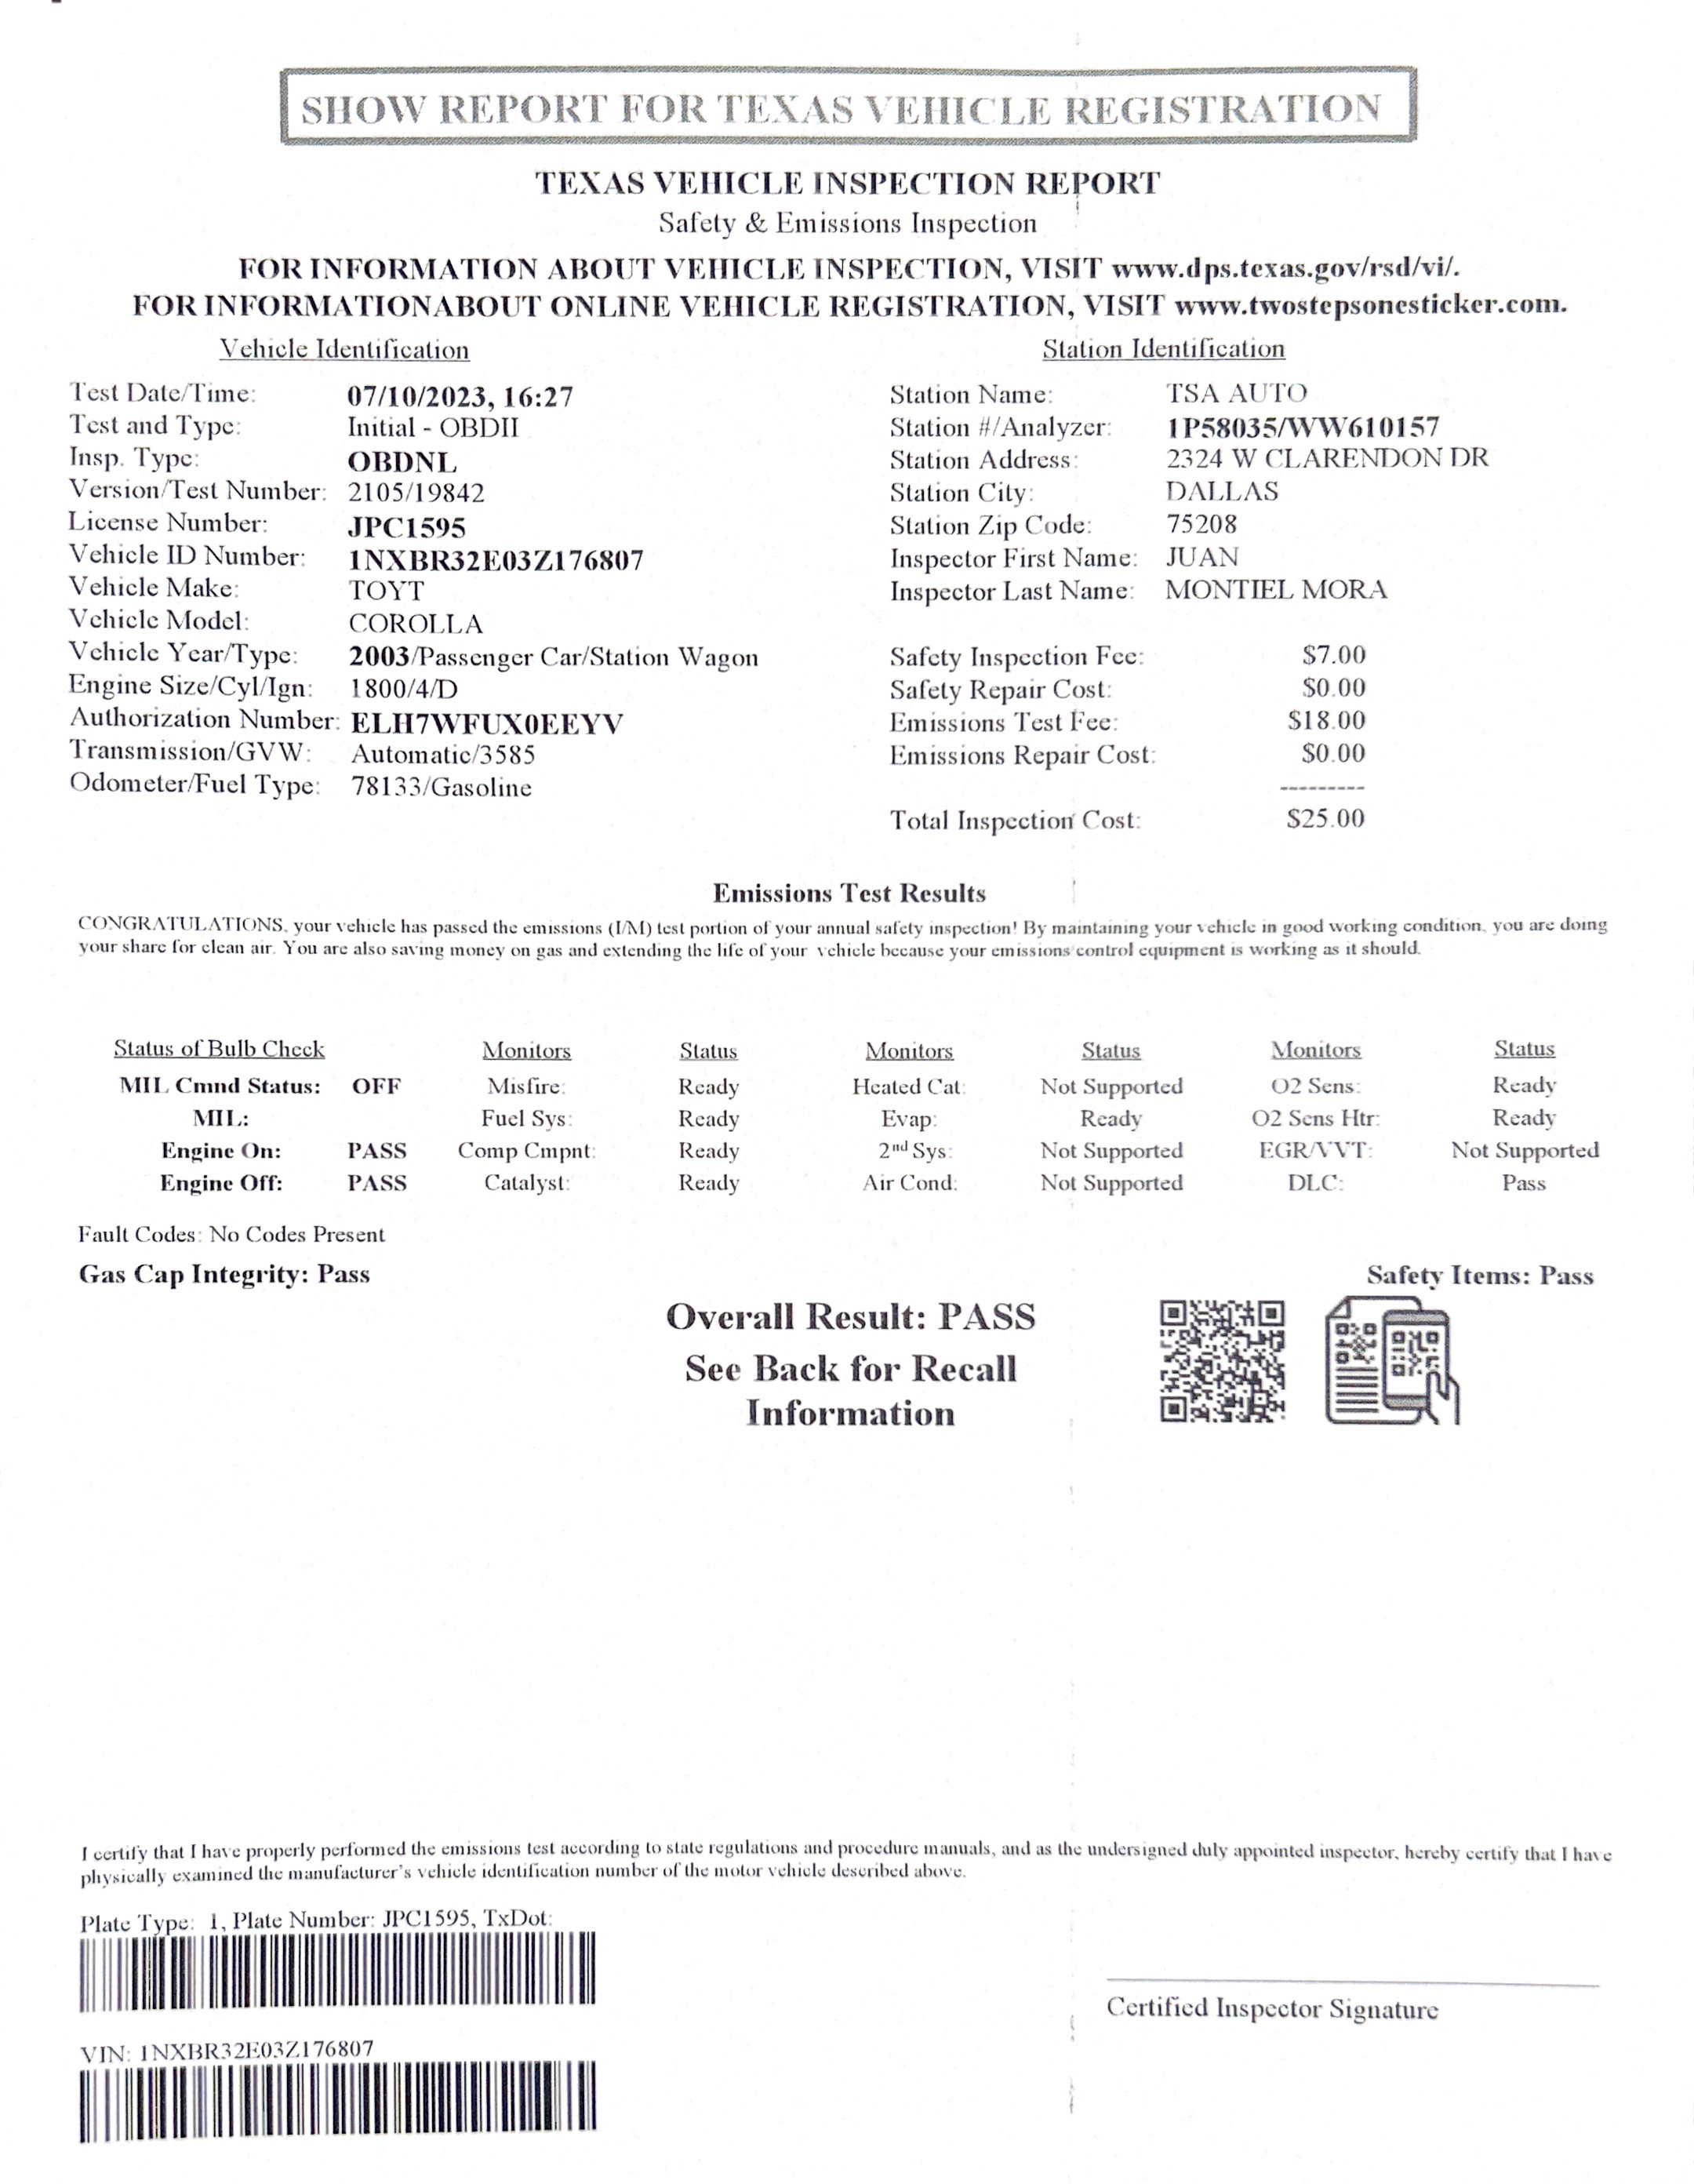 SHOW REPORT FOR TEXAS VEHICLE REGISTRATION
TEXAS VEHICLE INSPECTION REPORT
Safety & Emissions Inspection
FOR INFORMATION ABOUT VEHICLE INSPECTION, VISIT www.dps.texas.gov/rsd/vi/.
FOR INFORMATIONABOUT ONLINE VEHICLE REGISTRATION, VISIT www.twostepsonesticker.com.
Vehicle Identification
Test Date/Time: 07/10/2023, 16:27
Test and Type: Initial - OBDII
Insp. Type: OBDNL
Version/Test Number: 2105/19842
License Number: JPC1595
Vehicle ID Number: 1NXBR32E03Z176807
Vehicle Make: TOYT
Vehicle Model: COROLLA
Vehicle Year/Type: 2003/Passenger Car/Station Wagon
Engine Size/Cyl/Ign: 1800/4/D
Authorization Number: ELH7WFUX0EEYV
Transmission/GVW: Automatic/3585
Odometer/Fuel Type: 78133/Gasoline
Station Identification
Station Name: TSA AUTO
Station #/Analyzer: 1P58035/WW610157
Station Address: 2324 W CLARENDON DR
Station City: DALLAS
Station Zip Code: 75208
Inspector First Name: JUAN
Inspector Last Name: MONTIEL MORA
Safety Inspection Fee: $7.00
Safety Repair Cost: $0.00
Emissions Test Fee: $18.00
Emissions Repair Cost: $0.00
---------
Total Inspection Cost: $25.00
Emissions Test Results
CONGRATULATIONS, your vehicle has passed the emissions (I/M) test portion of your annual safety inspection! By maintaining your vehicle in good working condition, you are doing
your share for clean air. You are also saving money on gas and extending the life of your vehicle because your emissions control equipment is working as it should.
Status of Bulb Check Monitors Status Monitors Status Monitors Status
MIL Cmnd Status: OFF Misfire: Ready Heated Cat: Not Supported O2 Sens: Ready
MIL: Fuel Sys: Ready Evap: Ready O2 Sens Htr: Ready
Engine On: PASS Comp Cmpnt: Ready 2nd Sys: Not Supported EGR/VVT: Not Supported
Engine Off: PASS Catalyst: Ready Air Cond: Not Supported DLC: Pass
Fault Codes: No Codes Present
Gas Cap Integrity: Pass Safety Items: Pass
Overall Result: PASS
See Back for Recall
Information
I certify that I have properly performed the emissions test according to state regulations and procedure manuals, and as the undersigned duly appointed inspector, hereby certify that I have
physically examined the manufacturer's vehicle identification number of the motor vehicle described above.
Plate Type: 1, Plate Number: JPC1595, TxDot:
Certified Inspector Signature
VIN: 1NXBR32E03Z176807